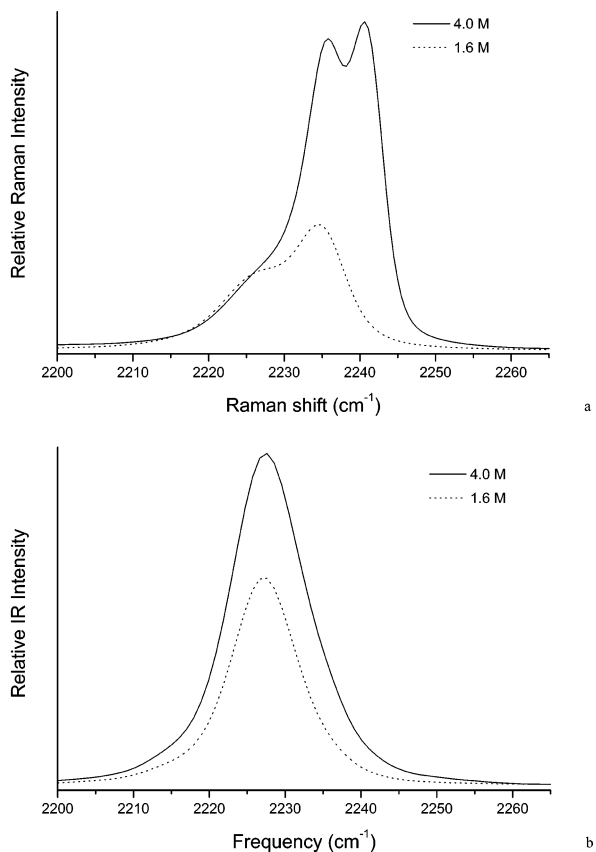 4.0 M
1.6 M
Relative Raman Intensity
2200 2210 2220 2230 2240 2250 2260
Raman shift (cm⁻¹)
a
4.0 M
1.6 M
Relative IR Intensity
2200 2210 2220 2230 2240 2250 2260
Frequency (cm⁻¹)
b